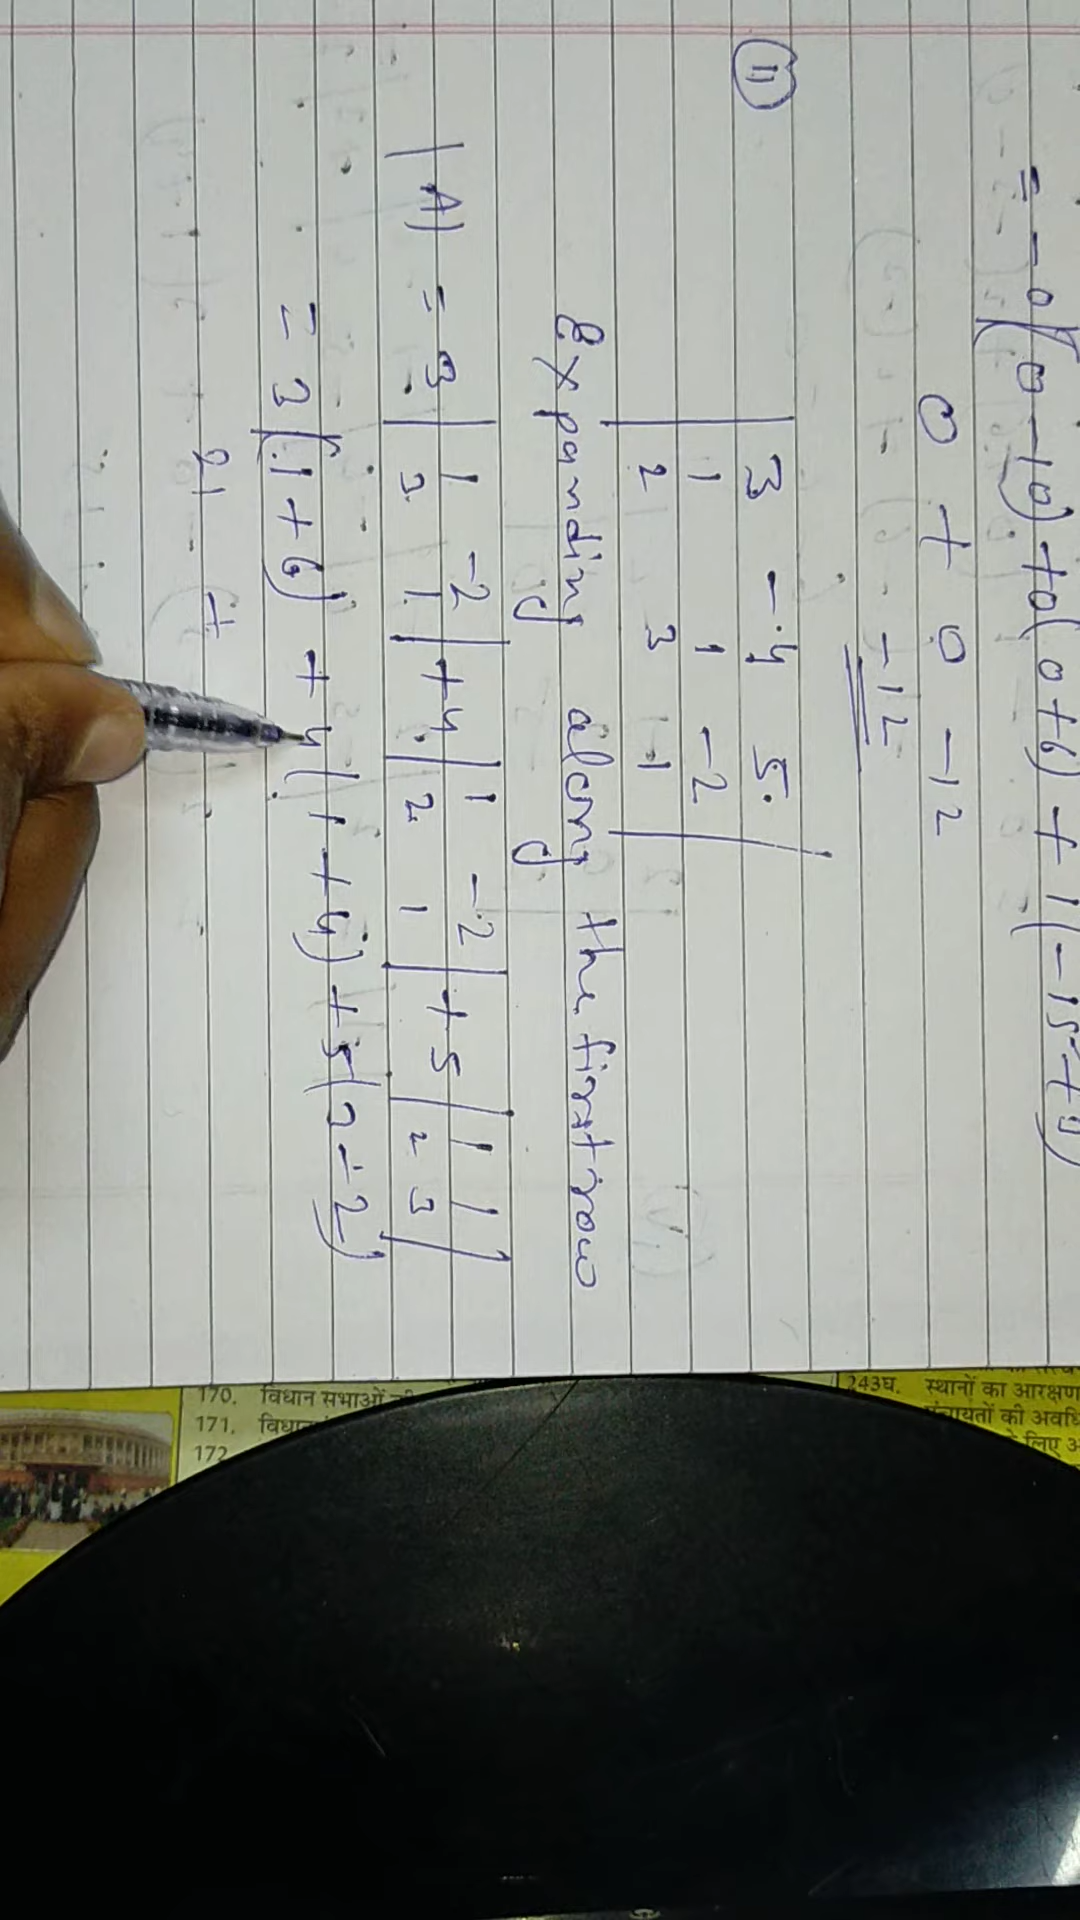 = -0(0-10) +0(0+6) + 1(-15+4)
0 + 0 -12
-12
(ii)
3 -4 5
1 1 -2
2 3 1
Expanding along the first row
|A| = 3 | 1 -2 | +4 | 1 -2 | +5 | 1 1 |
3 1 2 1 2 3
= 3(1+6) +4(1+4) +5(3-2)
21 +
170.
171.
172
243घ. स्थानों का आरक्षण
पंचायतों की अवधि
के लिए
विधान सभाओं